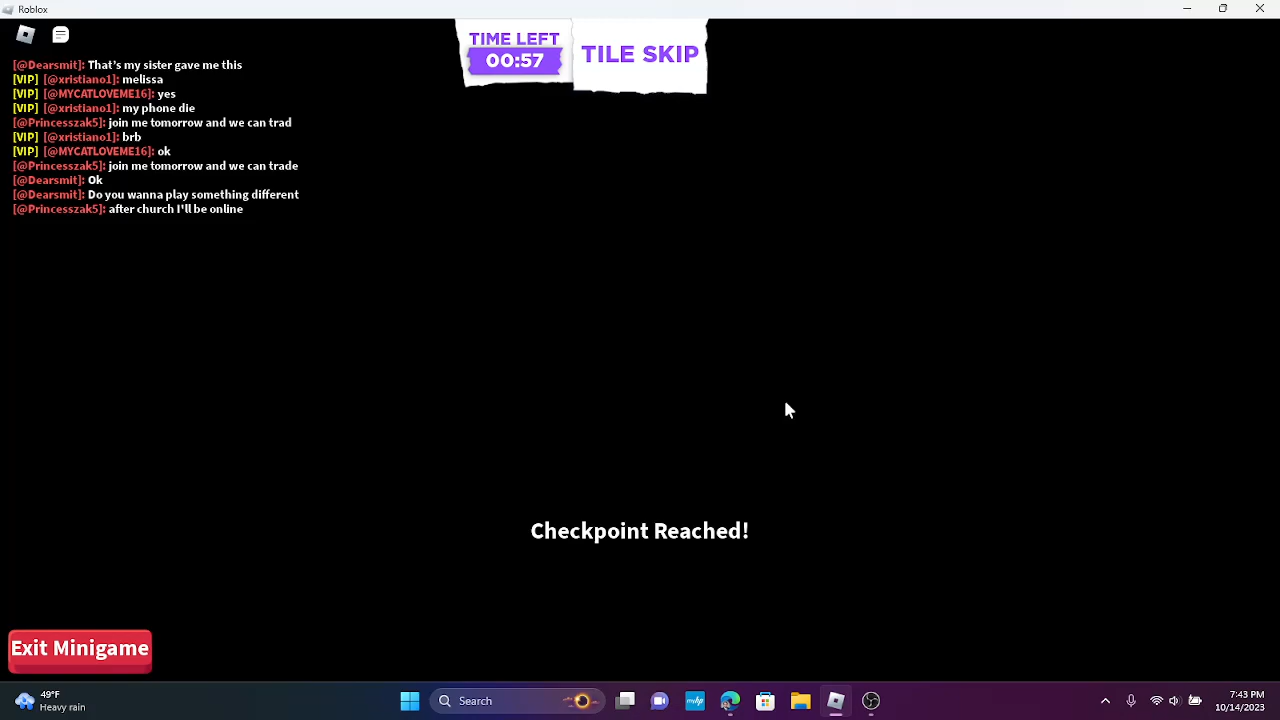 Roblox
TIME LEFT
00:57
TILE SKIP
[@Dearsmit]: That's my sister gave me this
[VIP] [@xristiano1]: melissa
[VIP] [@MYCATLOVEME16]: yes
[VIP] [@xristiano1]: my phone die
[@Princesszak5]: join me tomorrow and we can trad
[VIP] [@xristiano1]: brb
[VIP] [@MYCATLOVEME16]: ok
[@Princesszak5]: join me tomorrow and we can trade
[@Dearsmit]: Ok
[@Dearsmit]: Do you wanna play something different
[@Princesszak5]: after church I'll be online
Checkpoint Reached!
Exit Minigame
49°F
Heavy rain
Search
myhp
7:43 PM
10/14/2023